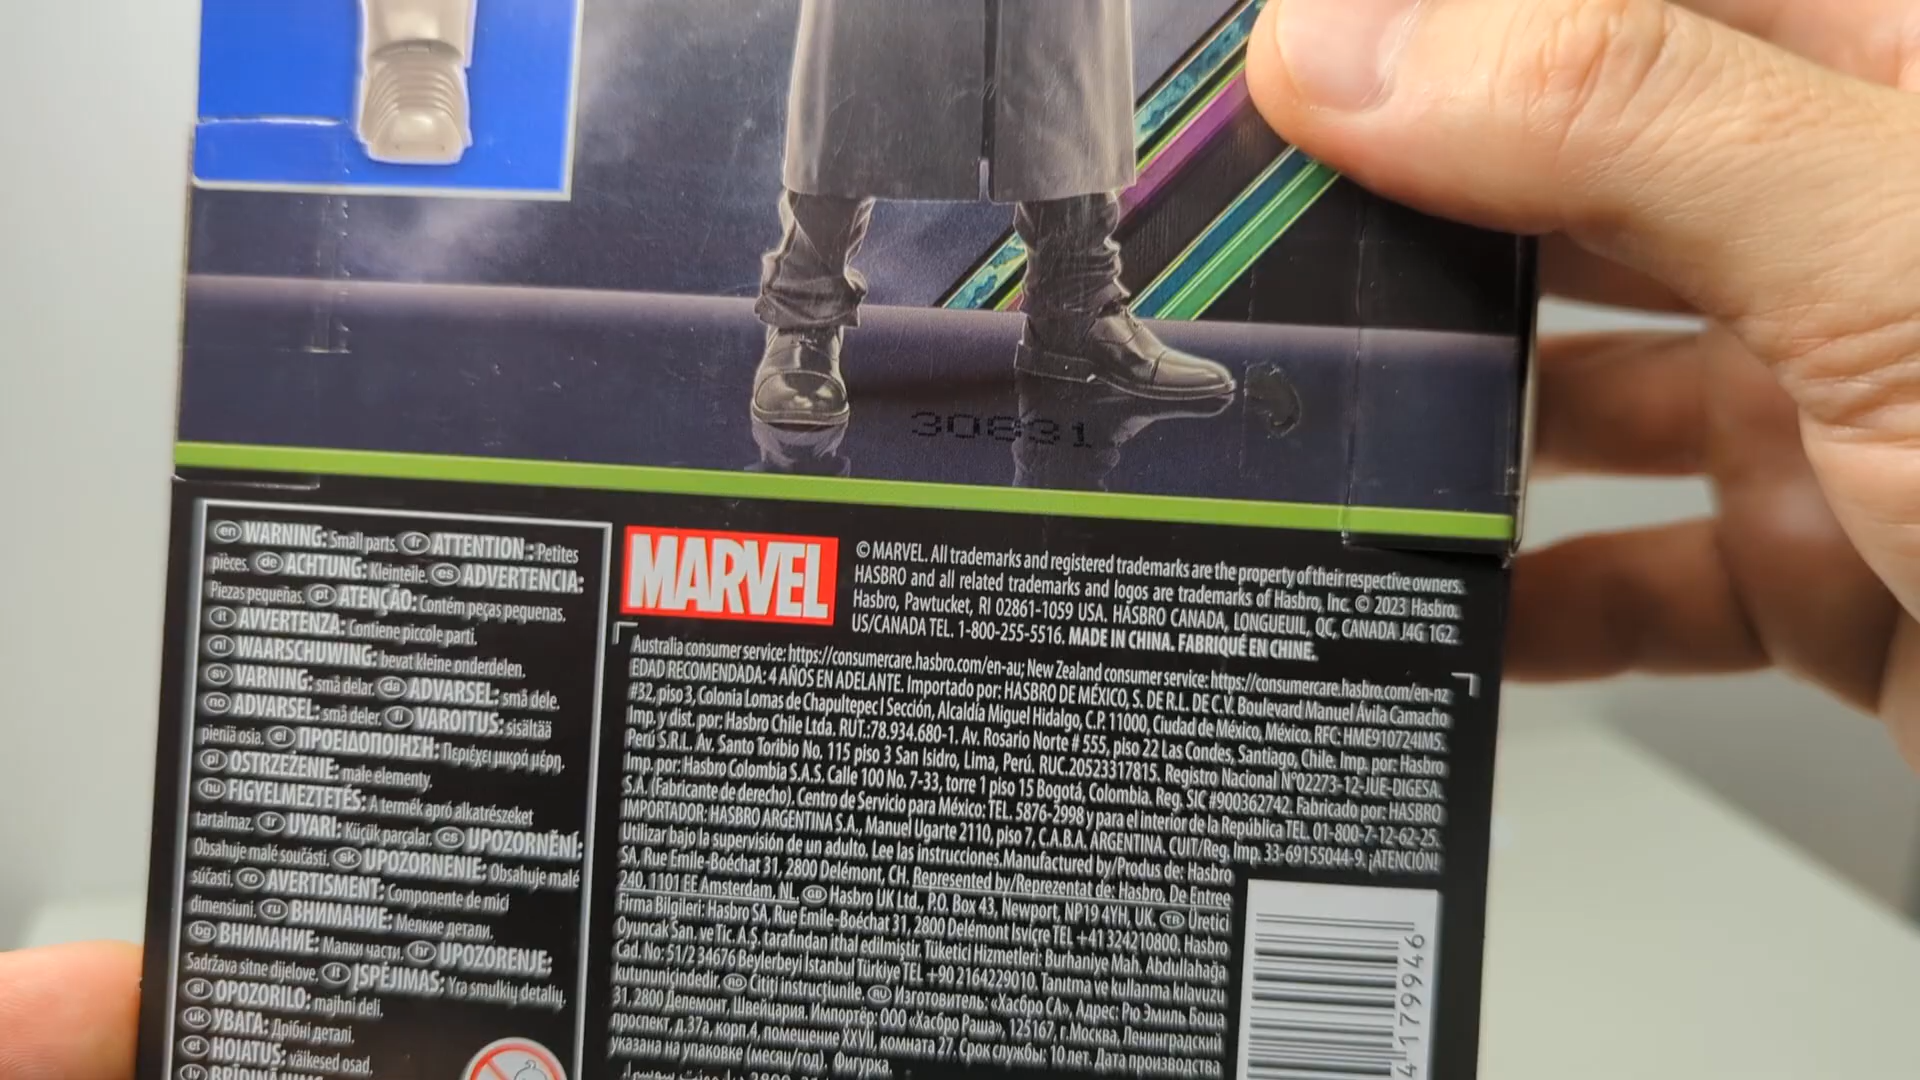 30831
en WARNING: Small parts. fr ATTENTION : Petites
pièces. de ACHTUNG: Kleinteile. es ADVERTENCIA:
Piezas pequeñas. pt ATENÇÃO: Contém peças pequenas.
it AVVERTENZA: Contiene piccole parti.
nl WAARSCHUWING: bevat kleine onderdelen.
sv VARNING: små delar. da ADVARSEL: små dele.
no ADVARSEL: små deler. fi VAROITUS: sisältää
pieniä osia. el ΠΡΟΕΙΔΟΠΟΙΗΣΗ: Περιέχει μικρά μέρη.
pl OSTRZEŻENIE: małe elementy.
hu FIGYELMEZTETÉS: A termék apró alkatrészeket
tartalmaz. tr UYARI: Küçük parçalar. cs UPOZORNĚNÍ:
Obsahuje malé součásti. sk UPOZORNENIE: Obsahuje malé
súčasti. ro AVERTISMENT: Componente de mici
dimensiuni. ru ВНИМАНИЕ: Мелкие детали.
bg ВНИМАНИЕ: Малки части. hr UPOZORENJE:
Sadržava sitne dijelove. lt ĮSPĖJIMAS: Yra smulkių detalių.
sl OPOZORILO: majhni deli.
uk УВАГА: Дрібні деталі.
et HOIATUS: väikesed osad,
lv
MARVEL
© MARVEL. All trademarks and registered trademarks are the property of their respective owners.
HASBRO and all related trademarks and logos are trademarks of Hasbro, Inc. © 2023 Hasbro.
Hasbro, Pawtucket, RI 02861-1059 USA. HASBRO CANADA, LONGUEUIL, QC, CANADA J4G 1G2.
US/CANADA TEL. 1-800-255-5516. MADE IN CHINA. FABRIQUÉ EN CHINE.
Australia consumer service: https://consumercare.hasbro.com/en-au; New Zealand consumer service: https://consumercare.hasbro.com/en-nz
EDAD RECOMENDADA: 4 AÑOS EN ADELANTE. Importado por: HASBRO DE MÉXICO, S. DE R.L. DE C.V. Boulevard Manuel Ávila Camacho
#32, piso 3, Colonia Lomas de Chapultepec I Sección, Alcaldía Miguel Hidalgo, C.P. 11000, Ciudad de México, México. RFC: HME910724IM5.
Imp. y dist. por: Hasbro Chile Ltda. RUT.:78.934.680-1. Av. Rosario Norte # 555, piso 22 Las Condes, Santiago, Chile. Imp. por: Hasbro
Perú S.R.L. Av. Santo Toribio No. 115 piso 3 San Isidro, Lima, Perú. RUC.20523317815. Registro Nacional N°02273-12-JUE-DIGESA.
Imp. por: Hasbro Colombia S.A.S. Calle 100 No. 7-33, torre 1 piso 15 Bogotá, Colombia. Reg. SIC #900362742. Fabricado por: HASBRO
S.A. (Fabricante de derecho). Centro de Servicio para México: TEL. 5876-2998 y para el interior de la República TEL. 01-800-7-12-62-25.
IMPORTADOR: HASBRO ARGENTINA S.A., Manuel Ugarte 2110, piso 7, C.A.B.A. ARGENTINA. CUIT/Reg. Imp. 33-69155044-9. ¡ATENCIÓN!
Utilizar bajo la supervisión de un adulto. Lee las instrucciones. Manufactured by/Produs de: Hasbro
SA, Rue Emile-Boéchat 31, 2800 Delémont, CH. Represented by/Reprezentat de: Hasbro, De Entree
240, 1101 EE Amsterdam, NL. GB Hasbro UK Ltd., P.O. Box 43, Newport, NP19 4YH, UK. TR Üretici
Firma Bilgileri: Hasbro SA, Rue Emile-Boéchat 31, 2800 Delémont İsviçre TEL +41324210800. Hasbro
Oyuncak San. ve Tic. A.Ş. tarafından ithal edilmiştir. Tüketici Hizmetleri: Burhaniye Mah. Abdullahağa
Cad. No: 51/2 34676 Beylerbeyi İstanbul Türkiye TEL +902164229010. Tanıtma ve kullanma kılavuzu
kutunun içindedir. RO Citiţi instrucţiunile. RU Изготовитель: «Хасбро СА», Адрес: Рю Эмиль Боша
31, 2800 Делемонт, Швейцария. Импортёр: ООО «Хасбро Раша», 125167, г.Москва, Ленинградский
проспект, д.37а, корп.4, помещение XXVII, комната 27. Срок службы: 10 лет. Дата производства
указана на упаковке (месяц/год). Фигурка.
4179946